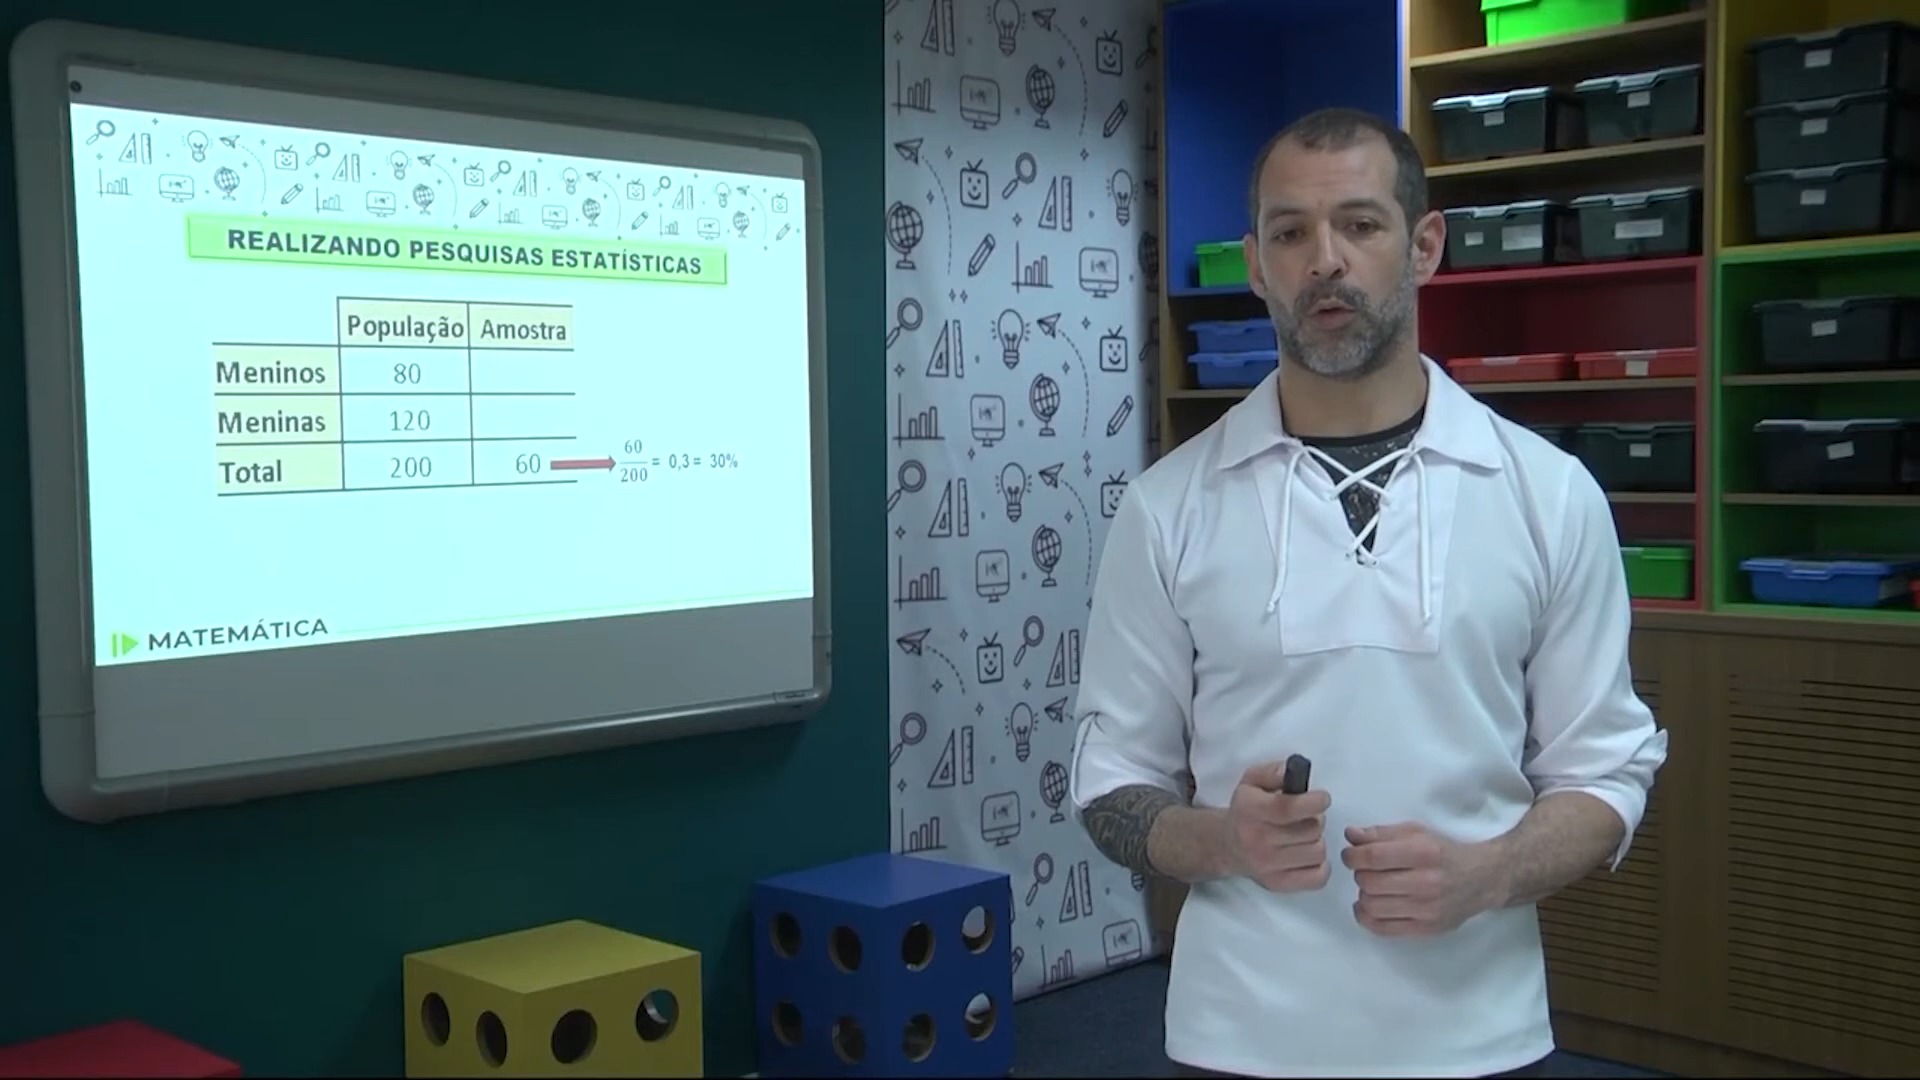 REALIZANDO PESQUISAS ESTATÍSTICAS
População Amostra
Meninos 80
Meninas 120
Total 200 60 60/200 = 0,3 = 30%
MATEMÁTICA